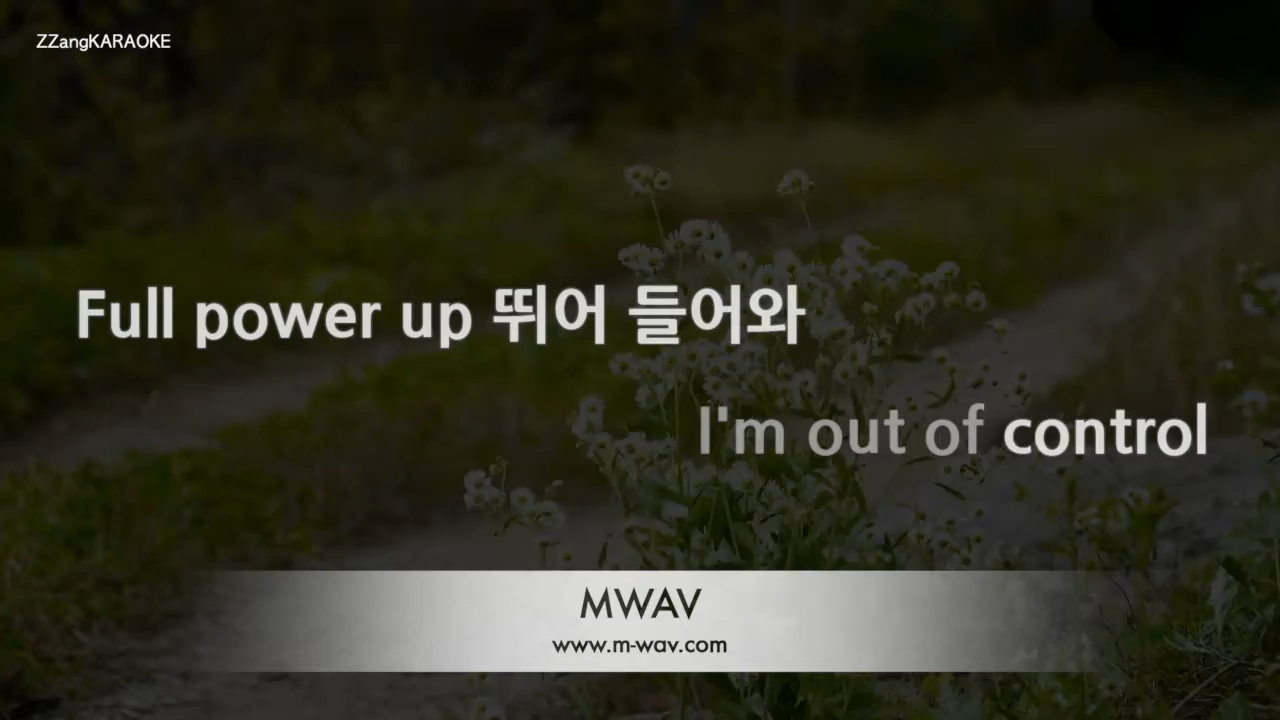 ZZangKARAOKE
Full power up 뛰어 들어와
I'm out of control
MWAV
www.m-wav.com